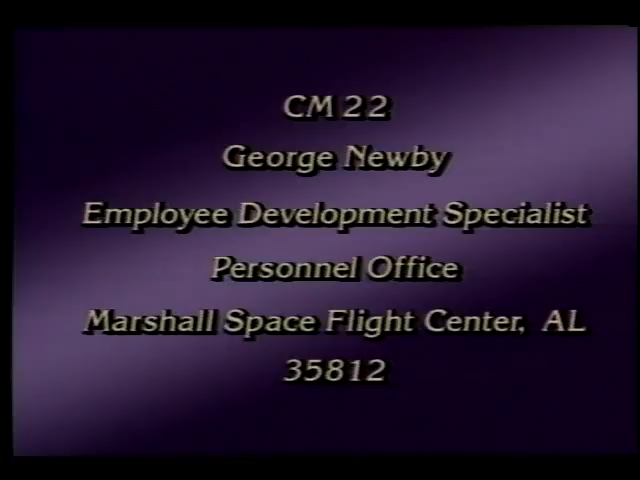 CM 22
George Newby
Employee Development Specialist
Personnel Office
Marshall Space Flight Center, AL
35812